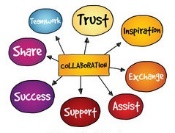 Teamwork
Trust
Inspiration
Share
COLLABORATION
Exchange
Success
Support
Assist